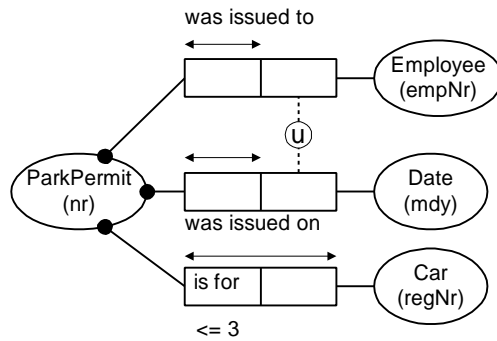 was issued to
Employee
(empNr)
u
ParkPermit
(nr)
Date
(mdy)
was issued on
is for
Car
(regNr)
<= 3